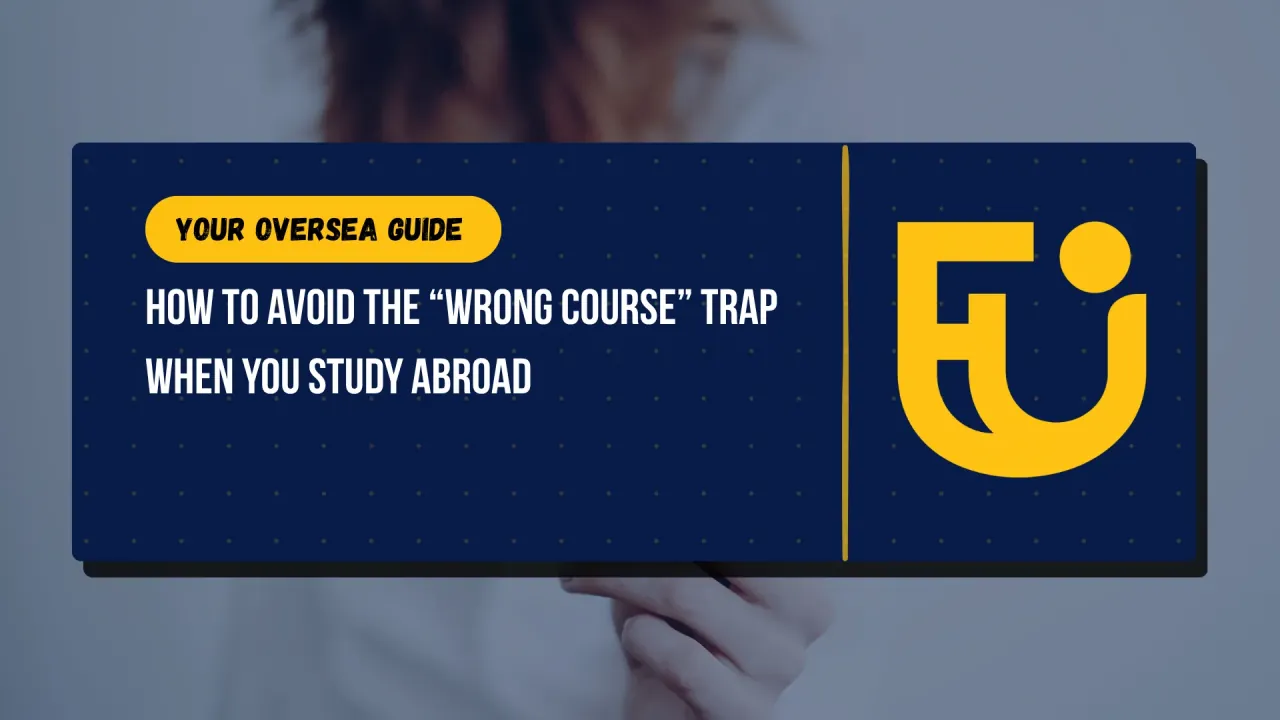 YOUR OVERSEA GUIDE
HOW TO AVOID THE “WRONG COURSE” TRAP
WHEN YOU STUDY ABROAD